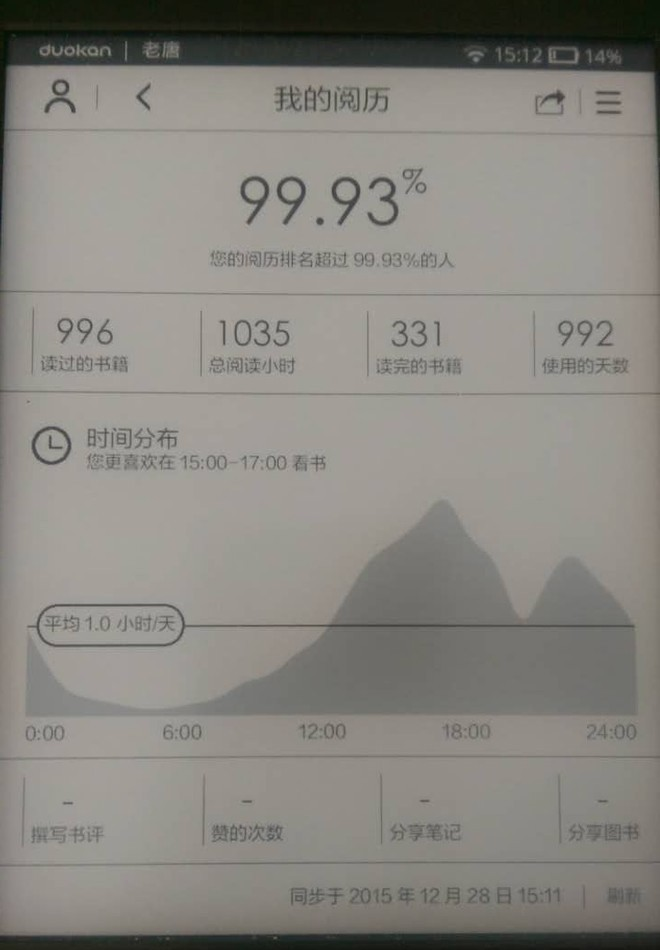 duokan | 老唐 15:12 14%
我的阅历
99.93%
您的阅历排名超过 99.93%的人
996 1035 331 992
读过的书籍 总阅读小时 读完的书籍 使用的天数
时间分布
您更喜欢在 15:00-17:00 看书
平均 1.0 小时/天
0:00 6:00 12:00 18:00 24:00
- - - -
撰写书评 赞的次数 分享笔记 分享图书
同步于 2015 年 12 月 28 日 15:11 | 刷新